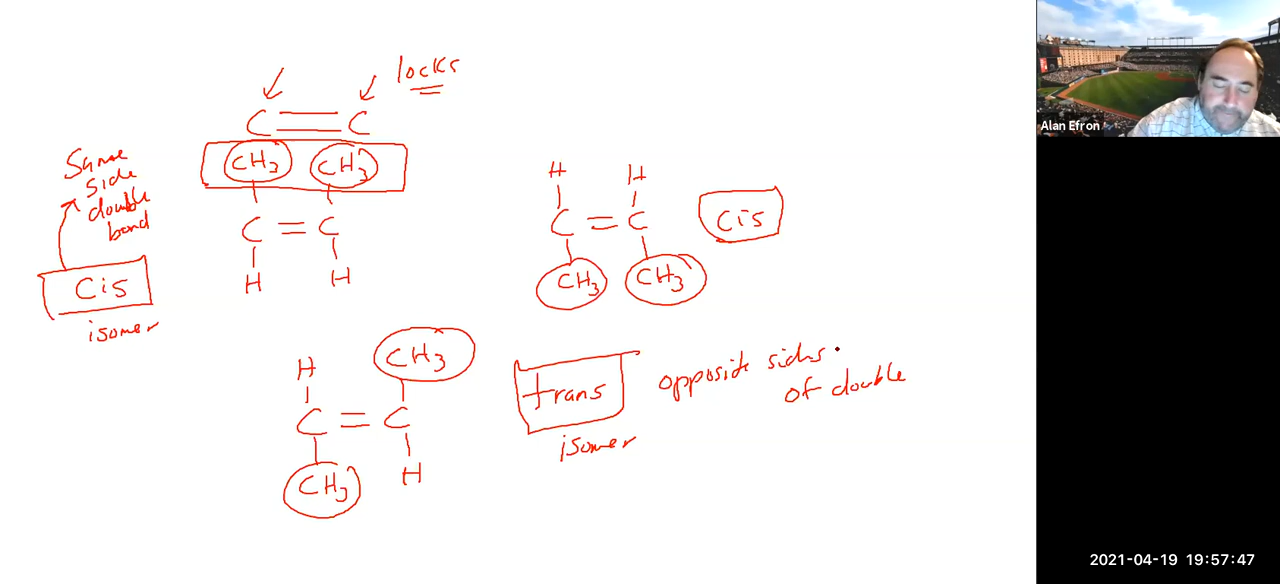 locks
C = C
Same
side
double
bond
CH3 CH3
C = C
H H
Cis
isomer
H H
C = C
CH3 CH3
Cis
H CH3
C = C
CH3 H
trans
isomer
opposite sides
of double
Alan Efron
2021-04-19 19:57:47